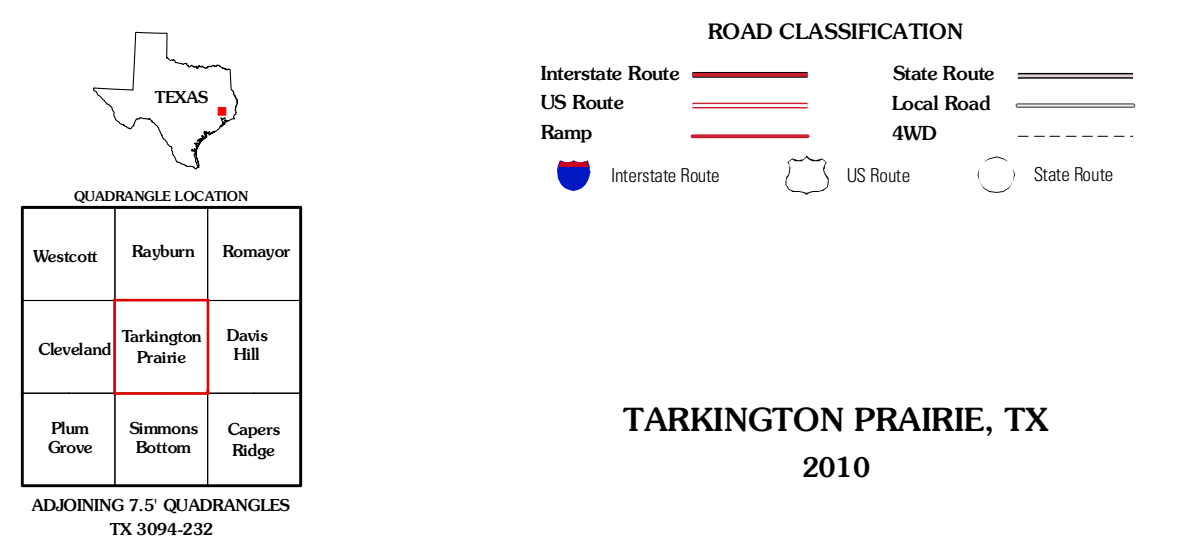 TEXAS
QUADRANGLE LOCATION
Westcott
Rayburn
Romayor
Cleveland
Tarkington
Prairie
Davis
Hill
Plum
Grove
Simmons
Bottom
Capers
Ridge
ADJOINING 7.5' QUADRANGLES
TX 3094-232
ROAD CLASSIFICATION
Interstate Route
State Route
US Route
Local Road
Ramp
4WD
Interstate Route
US Route
State Route
TARKINGTON PRAIRIE, TX
2010